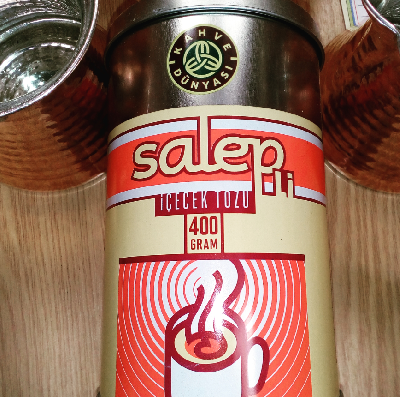 KAHVE
DÜNYASI
salep
.Li
İÇECEK TOZU
400
GRAM